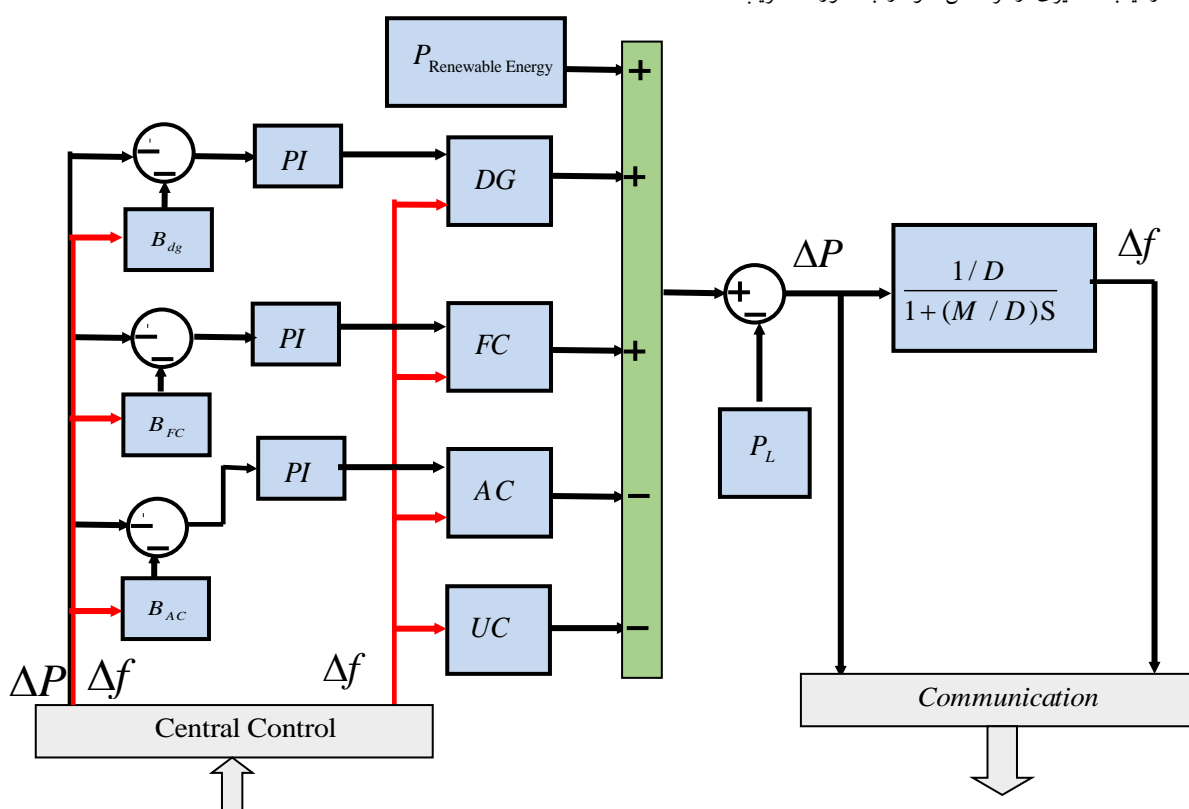 P Renewable Energy
+
PI
DG
+
B dg
ΔP
Δf
1 / D
1 + (M / D)S
+
PI
FC
+
B FC
P L
PI
AC
B AC
UC
ΔP
Δf
Δf
Communication
Central Control